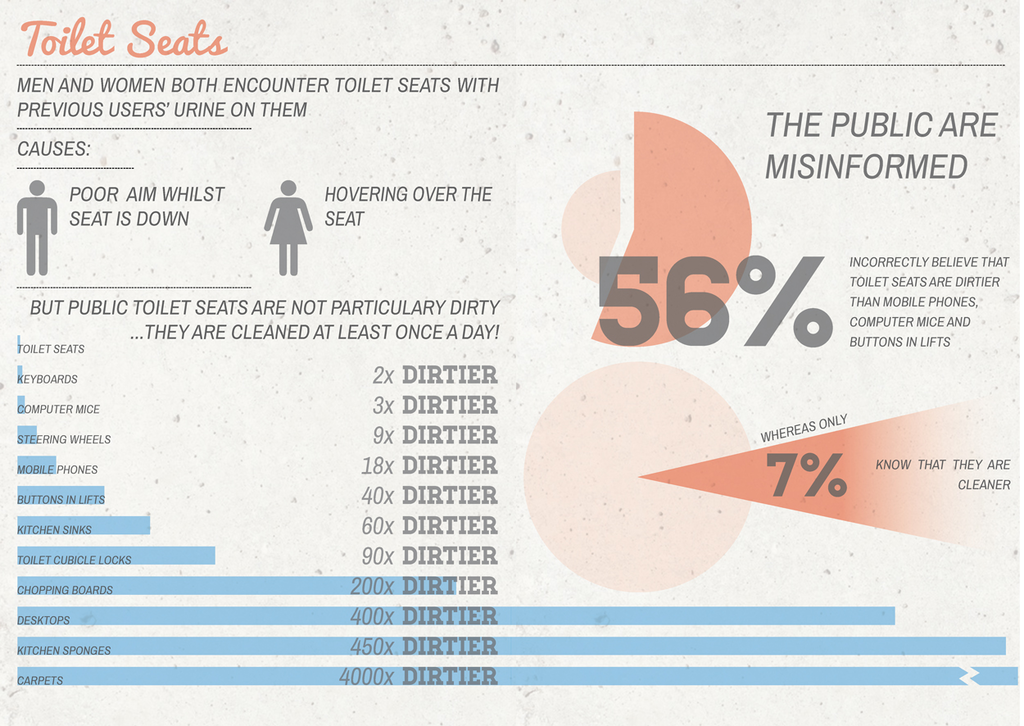 Toilet Seats
MEN AND WOMEN BOTH ENCOUNTER TOILET SEATS WITH
PREVIOUS USERS' URINE ON THEM
CAUSES:
POOR AIM WHILST
SEAT IS DOWN
HOVERING OVER THE
SEAT
BUT PUBLIC TOILET SEATS ARE NOT PARTICULARY DIRTY
...THEY ARE CLEANED AT LEAST ONCE A DAY!
TOILET SEATS
KEYBOARDS 2x DIRTIER
COMPUTER MICE 3x DIRTIER
STEERING WHEELS 9x DIRTIER
MOBILE PHONES 18x DIRTIER
BUTTONS IN LIFTS 40x DIRTIER
KITCHEN SINKS 60x DIRTIER
TOILET CUBICLE LOCKS 90x DIRTIER
CHOPPING BOARDS 200x DIRTIER
DESKTOPS 400x DIRTIER
KITCHEN SPONGES 450x DIRTIER
CARPETS 4000x DIRTIER
THE PUBLIC ARE
MISINFORMED
56%
INCORRECTLY BELIEVE THAT
TOILET SEATS ARE DIRTIER
THAN MOBILE PHONES,
COMPUTER MICE AND
BUTTONS IN LIFTS
WHEREAS ONLY
7%
KNOW THAT THEY ARE
CLEANER